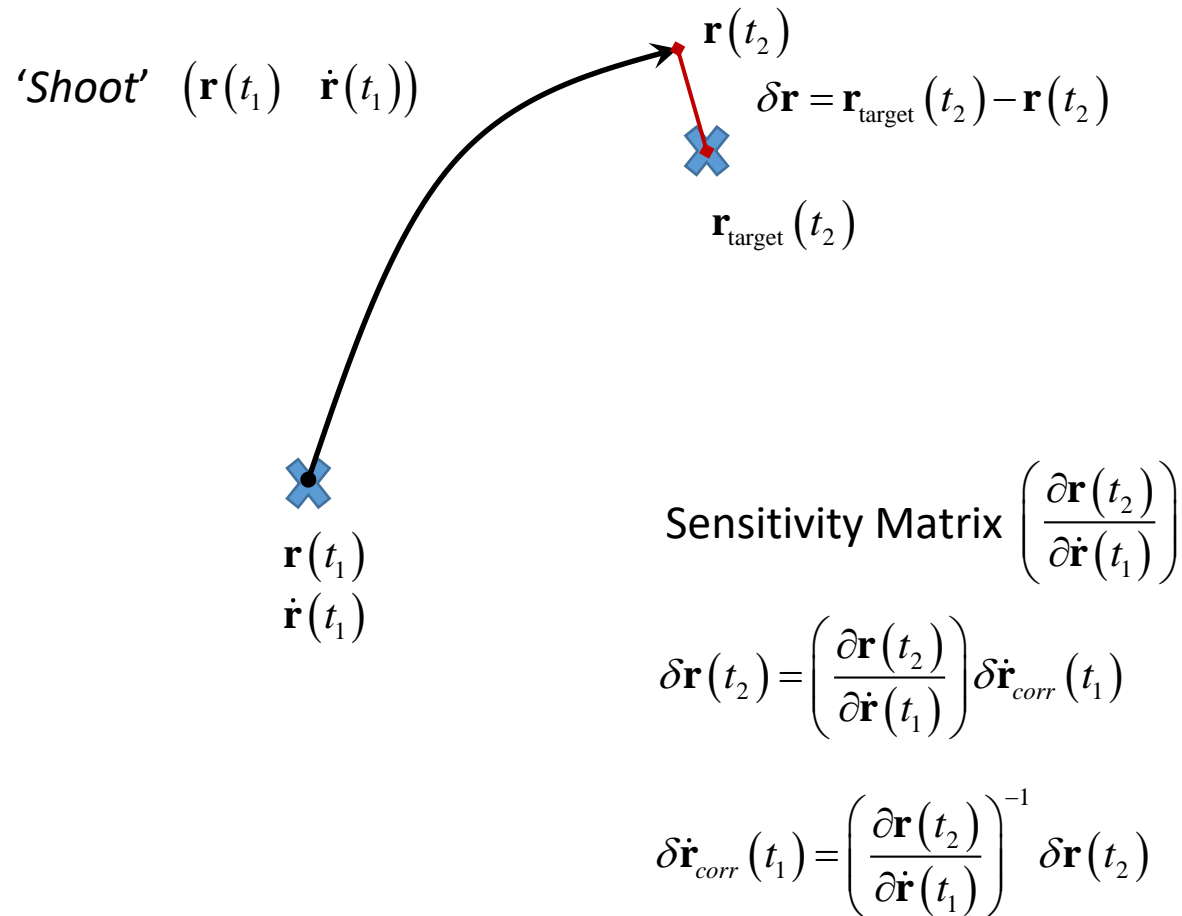 ‘Shoot’ (𝐫(t₁) 𝐫̇(t₁))
𝐫(t₂)
δ𝐫 = 𝐫_target(t₂) − 𝐫(t₂)
𝐫_target(t₂)
𝐫(t₁)
𝐫̇(t₁)
Sensitivity Matrix (∂𝐫(t₂) / ∂𝐫̇(t₁))
δ𝐫(t₂) = (∂𝐫(t₂) / ∂𝐫̇(t₁)) δ𝐫̇_corr(t₁)
δ𝐫̇_corr(t₁) = (∂𝐫(t₂) / ∂𝐫̇(t₁))⁻¹ δ𝐫(t₂)